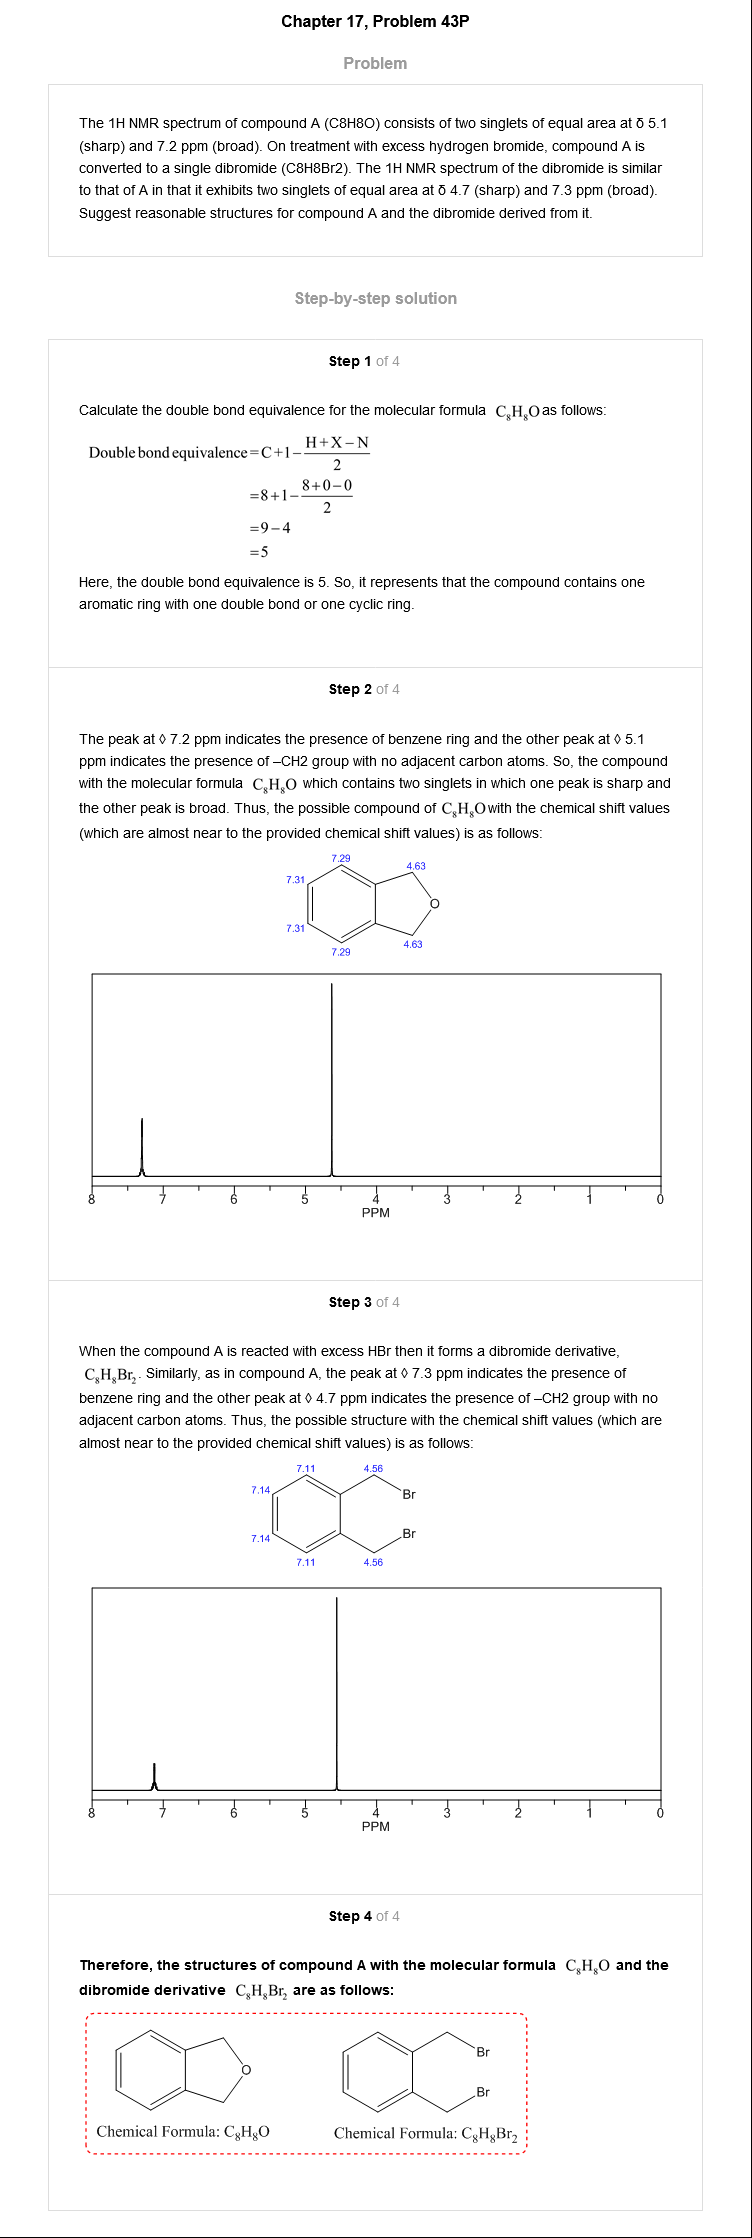 Chapter 17, Problem 43P
Problem
The 1H NMR spectrum of compound A (C8H8O) consists of two singlets of equal area at δ 5.1
(sharp) and 7.2 ppm (broad). On treatment with excess hydrogen bromide, compound A is
converted to a single dibromide (C8H8Br2). The 1H NMR spectrum of the dibromide is similar
to that of A in that it exhibits two singlets of equal area at δ 4.7 (sharp) and 7.3 ppm (broad).
Suggest reasonable structures for compound A and the dibromide derived from it.
Step-by-step solution
Step 1 of 4
Calculate the double bond equivalence for the molecular formula C₈H₈O as follows:
Double bond equivalence = C+1− (H+X−N)/2
=8+1− (8+0−0)/2
=9−4
=5
Here, the double bond equivalence is 5. So, it represents that the compound contains one
aromatic ring with one double bond or one cyclic ring.
Step 2 of 4
The peak at ◊ 7.2 ppm indicates the presence of benzene ring and the other peak at ◊ 5.1
ppm indicates the presence of –CH2 group with no adjacent carbon atoms. So, the compound
with the molecular formula C₈H₈O which contains two singlets in which one peak is sharp and
the other peak is broad. Thus, the possible compound of C₈H₈O with the chemical shift values
(which are almost near to the provided chemical shift values) is as follows:
7.29
4.63
7.31
O
7.31
4.63
7.29
8 7 6 5 4 3 2 1 0
PPM
Step 3 of 4
When the compound A is reacted with excess HBr then it forms a dibromide derivative,
C₈H₈Br₂. Similarly, as in compound A, the peak at ◊ 7.3 ppm indicates the presence of
benzene ring and the other peak at ◊ 4.7 ppm indicates the presence of –CH2 group with no
adjacent carbon atoms. Thus, the possible structure with the chemical shift values (which are
almost near to the provided chemical shift values) is as follows:
7.11 4.56
7.14 Br
Br
7.14
7.11 4.56
8 7 6 5 4 3 2 1 0
PPM
Step 4 of 4
Therefore, the structures of compound A with the molecular formula C₈H₈O and the
dibromide derivative C₈H₈Br₂ are as follows:
Br
O
Br
Chemical Formula: C₈H₈O
Chemical Formula: C₈H₈Br₂